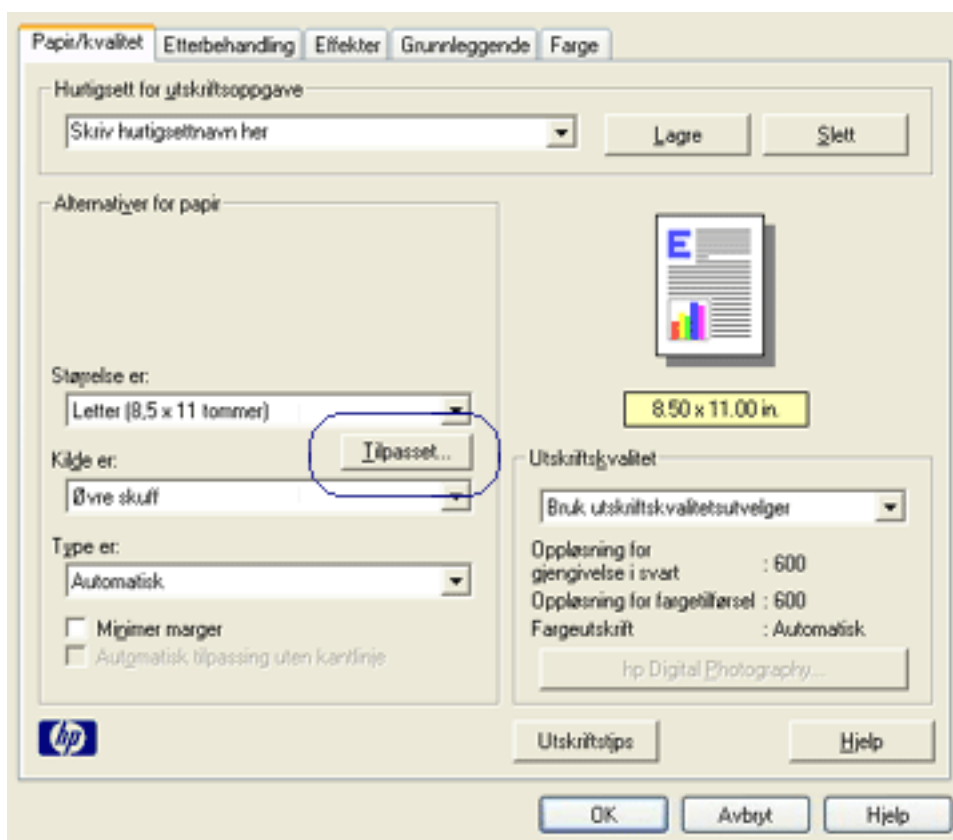 Papir/kvalitet Etterbehandling Effekter Grunnleggende Farge
Hurtigsett for utskriftsoppgave
Skriv hurtigsettnavn her Lagre Slett
Alternativer for papir
E
Størrelse er:
Letter (8,5 x 11 tommer)
8.50 x 11.00 in.
Tilpasset...
Kilde er:
Øvre skuff
Utskriftskvalitet
Bruk utskriftskvalitetsutvelger
Type er:
Automatisk
Oppløsning for
gjengivelse i svart : 600
Oppløsning for fargetilførsel : 600
Minimer marger
Fargeutskrift : Automatisk
Automatisk tilpassing uten kantlinje
hp Digital Photography...
hp
Utskriftstips Hjelp
OK Avbryt Hjelp